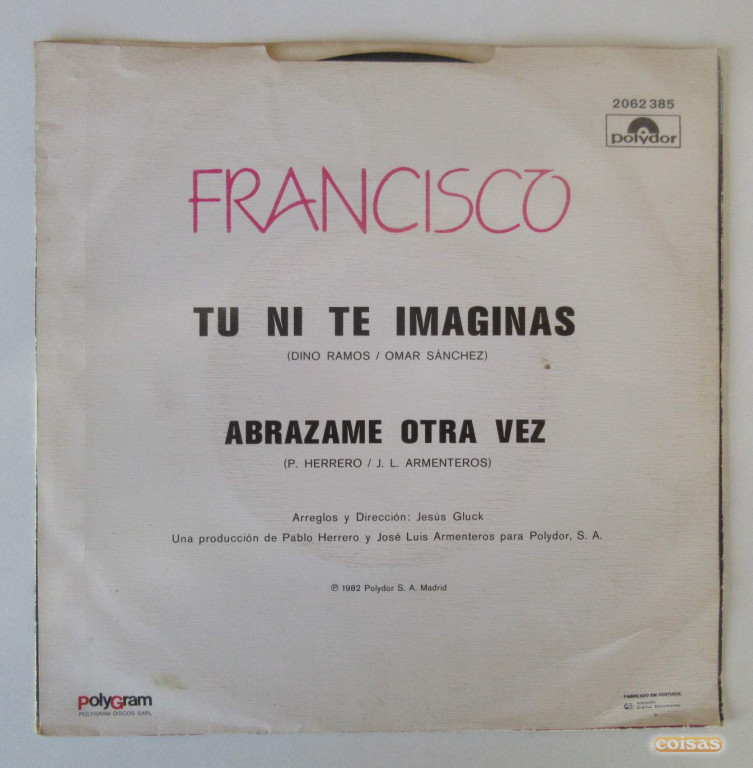 2062 385
polydor
FRANCISCO
TU NI TE IMAGINAS
(DINO RAMOS / OMAR SÁNCHEZ)
ABRAZAME OTRA VEZ
(P. HERRERO / J. L. ARMENTEROS)
Arreglos y Dirección: Jesús Gluck
Una producción de Pablo Herrero y José Luis Armenteros para Polydor, S. A.
℗ 1982 Polydor S. A. Madrid
PolyGram
POLYGRAM DISCOS SARL
FABRICADO EM PORTUGAL
coisas